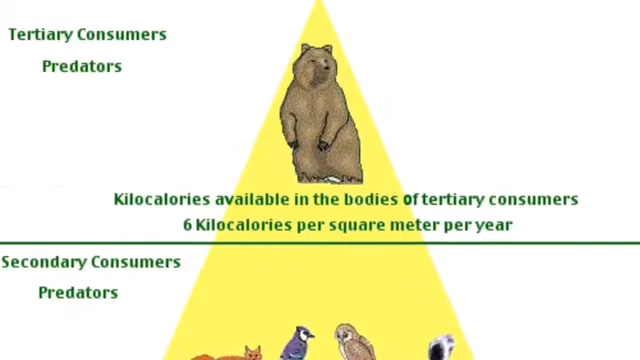 Tertiary Consumers
Predators
Kilocalories available in the bodies of tertiary consumers
6 Kilocalories per square meter per year
Secondary Consumers
Predators